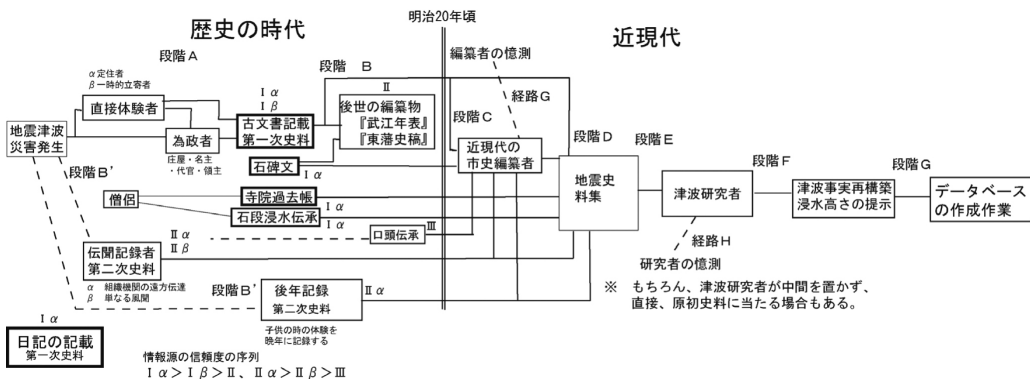 明治20年頃
歴史の時代
近現代
段階A
α定住者
β一時的立寄者
直接体験者
地震津波
災害発生
為政者
庄屋・名主
・代官・領主
Ⅰα
Ⅰβ
古文書記載
第一次史料
段階 B
Ⅱ
後世の編纂物
『武江年表』
『東藩史稿』
石碑文
Ⅰα
編纂者の憶測
経路G
段階C
近現代の
市史編纂者
段階D
地震史
料集
段階E
津波研究者
経路H
研究者の憶測
段階F
津波事実再構築
浸水高さの提示
段階G
データベース
の作成作業
※ もちろん、津波研究者が中間を置かず、
直接、原初史料に当たる場合もある。
段階B’
僧侶
寺院過去帳
Ⅰα
石段浸水伝承
Ⅰα
口頭伝承
Ⅲ
Ⅱα
Ⅱβ
伝聞記録者
第二次史料
α 組織機関の遠方伝達
β 単なる風聞
段階B’
後年記録
第二次史料
Ⅱα
子供の時の体験を
晩年に記録する
Ⅰα
日記の記載
第一次史料
情報源の信頼度の序列
Ⅰα>Ⅰβ>Ⅱ、Ⅱα>Ⅱβ>Ⅲ